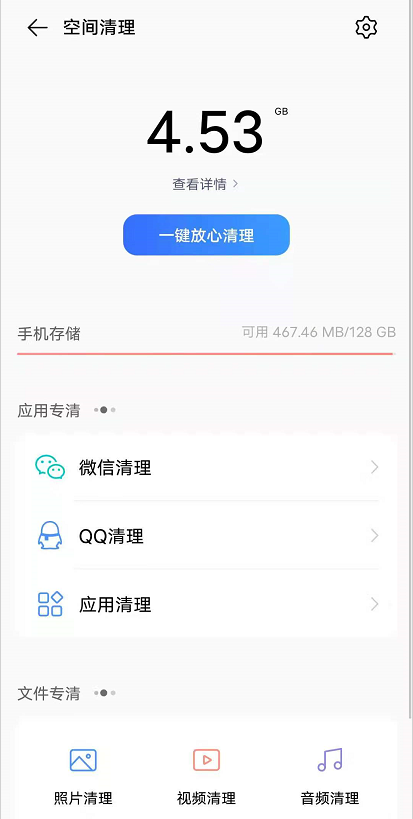 空间清理
4.53 GB
查看详情
一键放心清理
手机存储 可用 467.46 MB/128 GB
应用专清
微信清理
QQ清理
应用清理
文件专清
照片清理 视频清理 音频清理